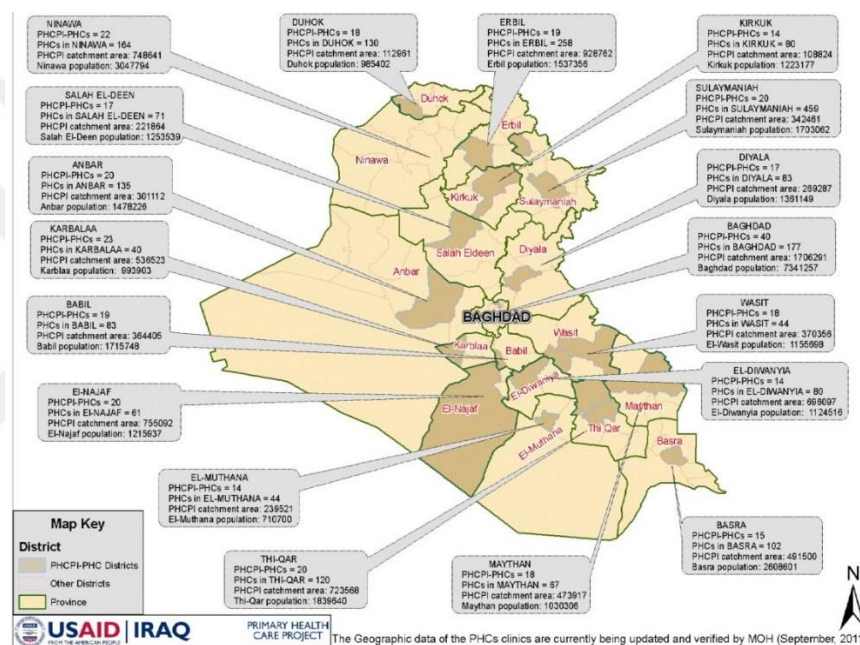 NINAWA
PHCPI-PHCs = 22
PHCs in NINAWA = 164
PHCPI catchment area: 748641
Ninawa population: 3047794
DUHOK
PHCPI-PHCs = 18
PHCs in DUHOK = 130
PHCPI catchment area: 112961
Duhok population: 985402
ERBIL
PHCPI-PHCs = 19
PHCs in ERBIL = 258
PHCPI catchment area: 928762
Erbil population: 1537356
KIRKUK
PHCPI-PHCs = 14
PHCs in KIRKUK = 80
PHCPI catchment area: 108824
Kirkuk population: 1223177
SALAH EL-DEEN
PHCPI-PHCs = 17
PHCs in SALAH EL-DEEN = 71
PHCPI catchment area: 221864
Salah El-Deen population: 1253539
SULAYMANIAH
PHCPI-PHCs = 20
PHCs in SULAYMANIAH = 459
PHCPI catchment area: 342461
Sulaymaniah population: 1703062
ANBAR
PHCPI-PHCs = 20
PHCs in ANBAR = 135
PHCPI catchment area: 301112
Anbar population: 1478226
DIYALA
PHCPI-PHCs = 17
PHCs in DIYALA = 83
PHCPI catchment area: 269287
Diyala population: 1361149
KARBALAA
PHCPI-PHCs = 23
PHCs in KARBALAA = 40
PHCPI catchment area: 536523
Karblaa population: 993903
BAGHDAD
PHCPI-PHCs = 40
PHCs in BAGHDAD = 177
PHCPI catchment area: 1706291
Baghdad population: 7341257
BABIL
PHCPI-PHCs = 19
PHCs in BABIL = 83
PHCPI catchment area: 364405
Babil population: 1715748
WASIT
PHCPI-PHCs = 18
PHCs in WASIT = 44
PHCPI catchment area: 370356
El-Wasit population: 1155698
El-NAJAF
PHCPI-PHCs = 20
PHCs in El-NAJAF = 61
PHCPI catchment area: 755092
El-Najaf population: 1215937
EL-DIWANYIA
PHCPI-PHCs = 14
PHCs in EL-DIWANYIA = 80
PHCPI catchment area: 696097
El-Diwanyia population: 1124516
EL-MUTHANA
PHCPI-PHCs = 14
PHCs in EL-MUTHANA = 44
PHCPI catchment area: 239521
El-Muthana population: 710700
THI-QAR
PHCPI-PHCs = 20
PHCs in THI-QAR = 120
PHCPI catchment area: 723568
Thi-Qar population: 1839640
MAYTHAN
PHCPI-PHCs = 18
PHCs in MAYTHAN = 67
PHCPI catchment area: 473917
Maythan population: 1030306
BASRA
PHCPI-PHCs = 15
PHCs in BASRA = 102
PHCPI catchment area: 491500
Basra population: 2608601
Duhok
Erbil
Ninawa
Kirkuk
Sulaymaniah
Salah Eldeen
Diyala
Anbar
BAGHDAD
Wasit
Karblaa
Babil
El-Diwaniya
El-Najaf
Maythan
Thi Qar
El-Muthana
Basra
Map Key
District
PHCPI-PHC Districts
Other Districts
Province
N
USAID | IRAQ
FROM THE AMERICAN PEOPLE
PRIMARY HEALTH
CARE PROJECT
The Geographic data of the PHCs clinics are currently being updated and verified by MOH (September, 2011